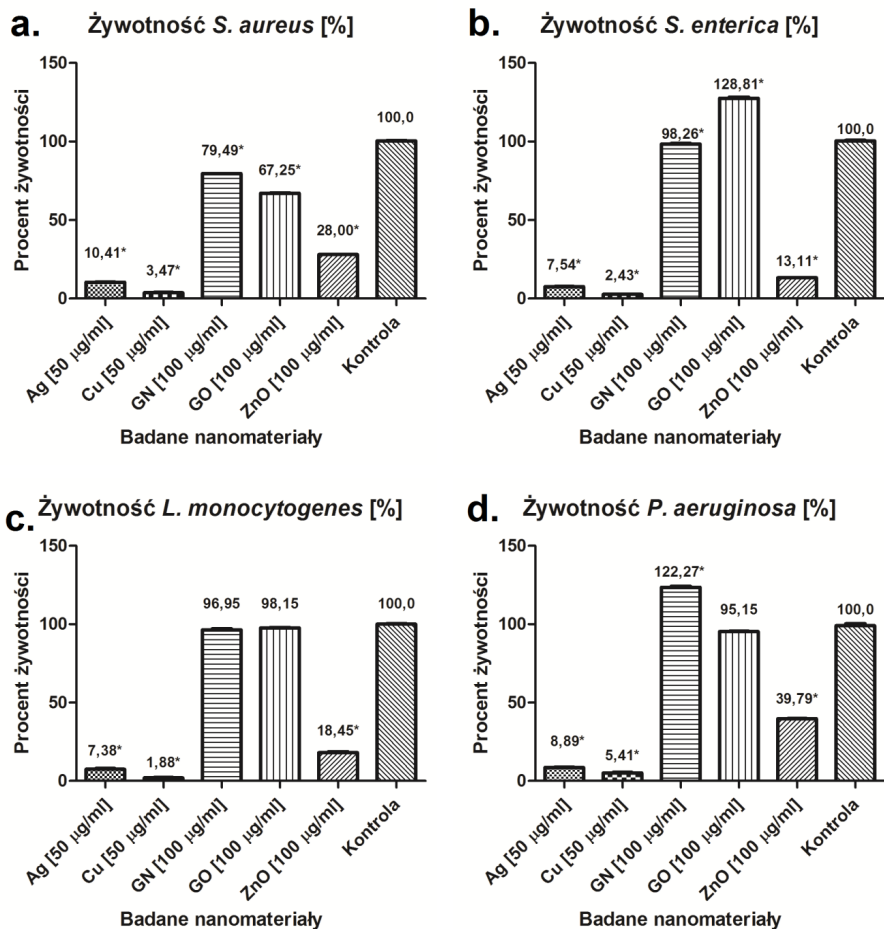 a. Żywotność S. aureus [%]
Procent żywotności
150
100
50
0
10,41*
3,47*
79,49*
67,25*
28,00*
100,0
Ag [50 µg/ml]
Cu [50 µg/ml]
GN [100 µg/ml]
GO [100 µg/ml]
ZnO [100 µg/ml]
Kontrola
Badane nanomateriały
b. Żywotność S. enterica [%]
Procent żywotności
150
100
50
0
7,54*
2,43*
98,26*
128,81*
13,11*
100,0
Ag [50 µg/ml]
Cu [50 µg/ml]
GN [100 µg/ml]
GO [100 µg/ml]
ZnO [100 µg/ml]
Kontrola
Badane nanomateriały
c. Żywotność L. monocytogenes [%]
Procent żywotności
150
100
50
0
7,38*
1,88*
96,95
98,15
18,45*
100,0
Ag [50 µg/ml]
Cu [50 µg/ml]
GN [100 µg/ml]
GO [100 µg/ml]
ZnO [100 µg/ml]
Kontrola
Badane nanomateriały
d. Żywotność P. aeruginosa [%]
Procent żywotności
150
100
50
0
8,89*
5,41*
122,27*
95,15
39,79*
100,0
Ag [50 µg/ml]
Cu [50 µg/ml]
GN [100 µg/ml]
GO [100 µg/ml]
ZnO [100 µg/ml]
Kontrola
Badane nanomateriały